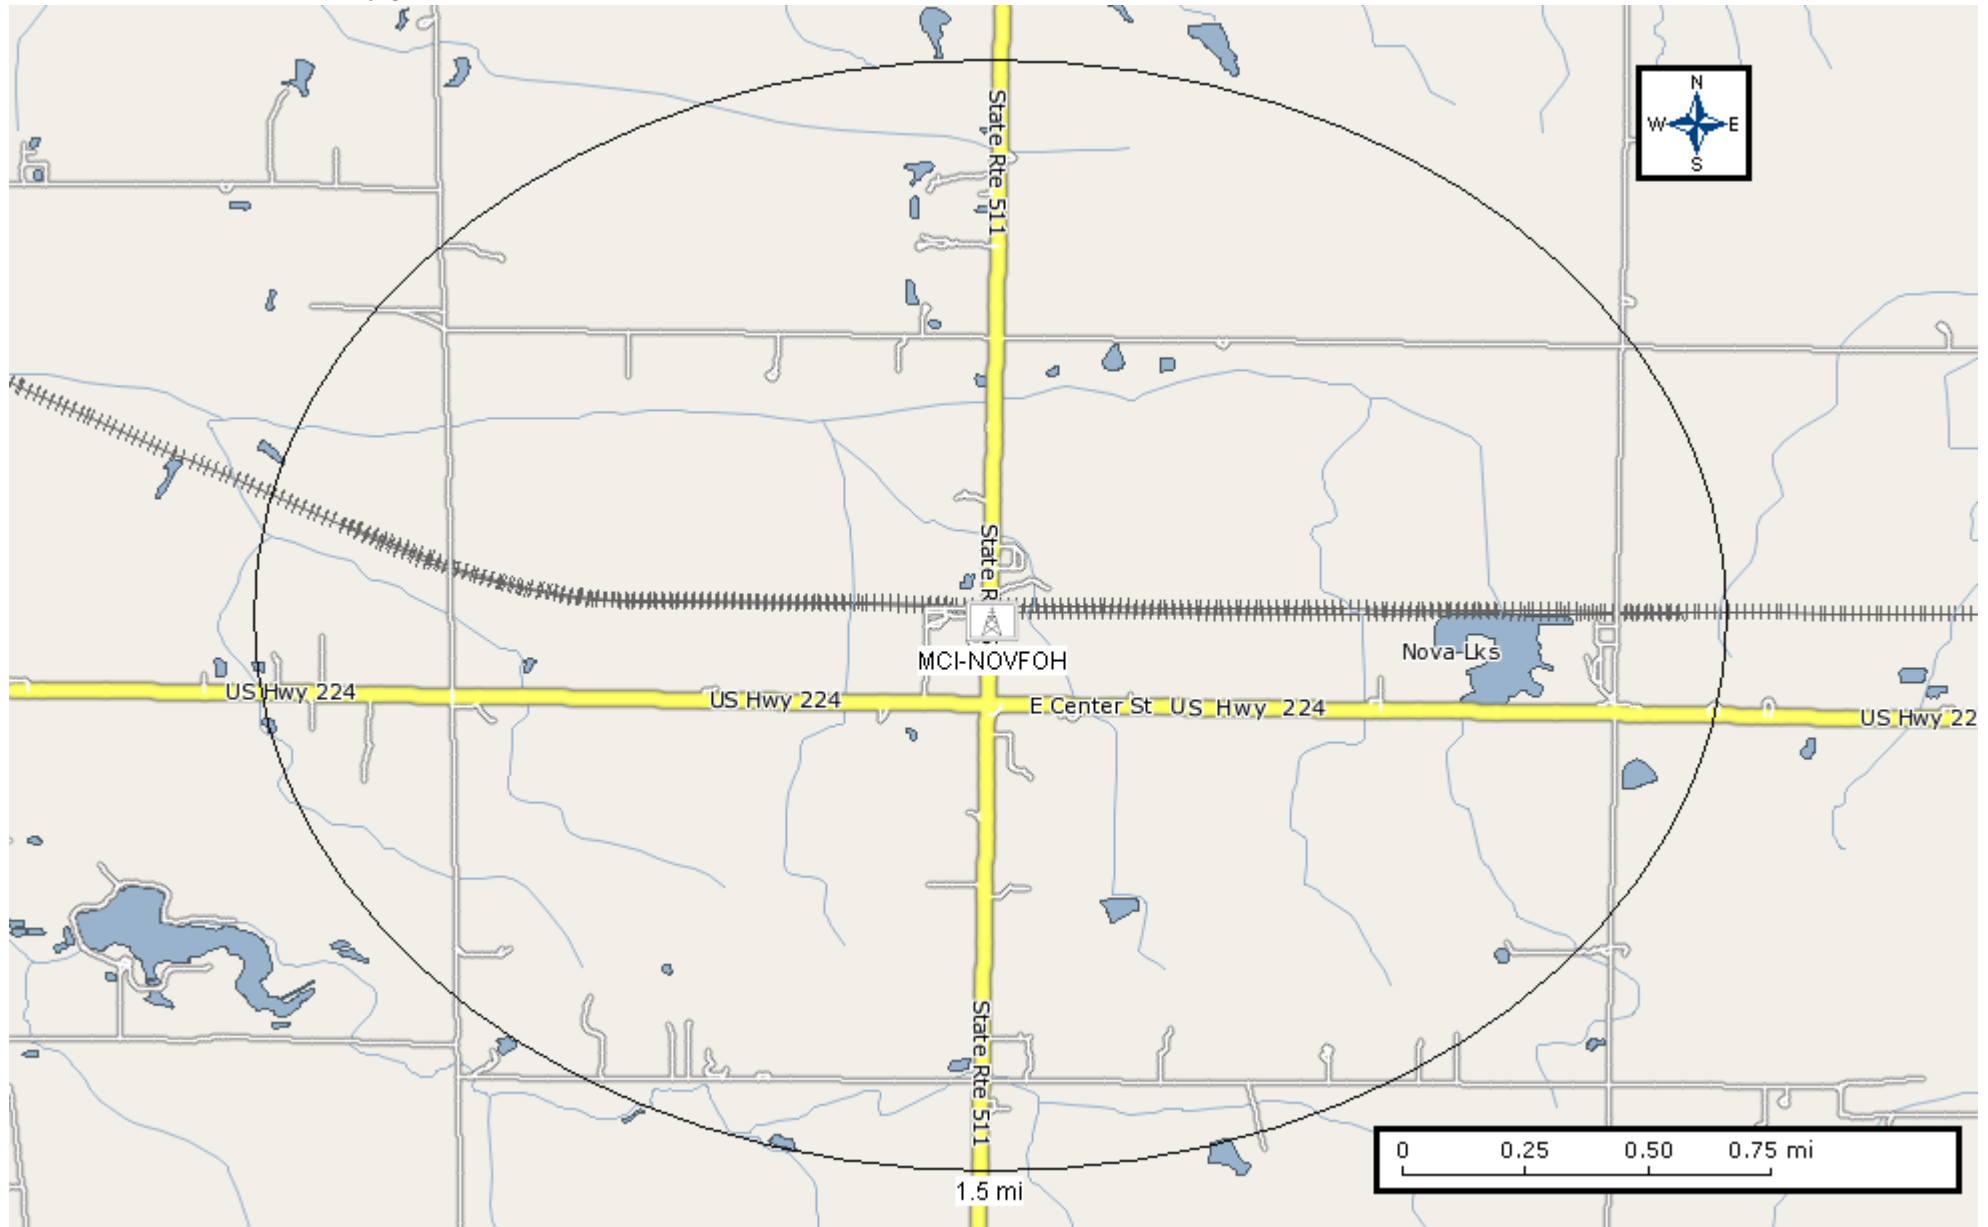 N
W E
S
State Rte 511
State R
MCI-NOVFOH
Nova Lks
US Hwy 224
US Hwy 224
E Center St
US Hwy 224
US Hwy 22
State Rte 511
0 0.25 0.50 0.75 mi
1.5 mi